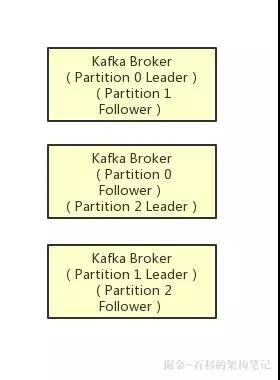 Kafka Broker
( Partition 0 Leader )
( Partition 1
Follower )
Kafka Broker
( Partition 0
Follower )
( Partition 2 Leader )
Kafka Broker
( Partition 1 Leader )
( Partition 2
Follower )
掘金-石杉的架构笔记